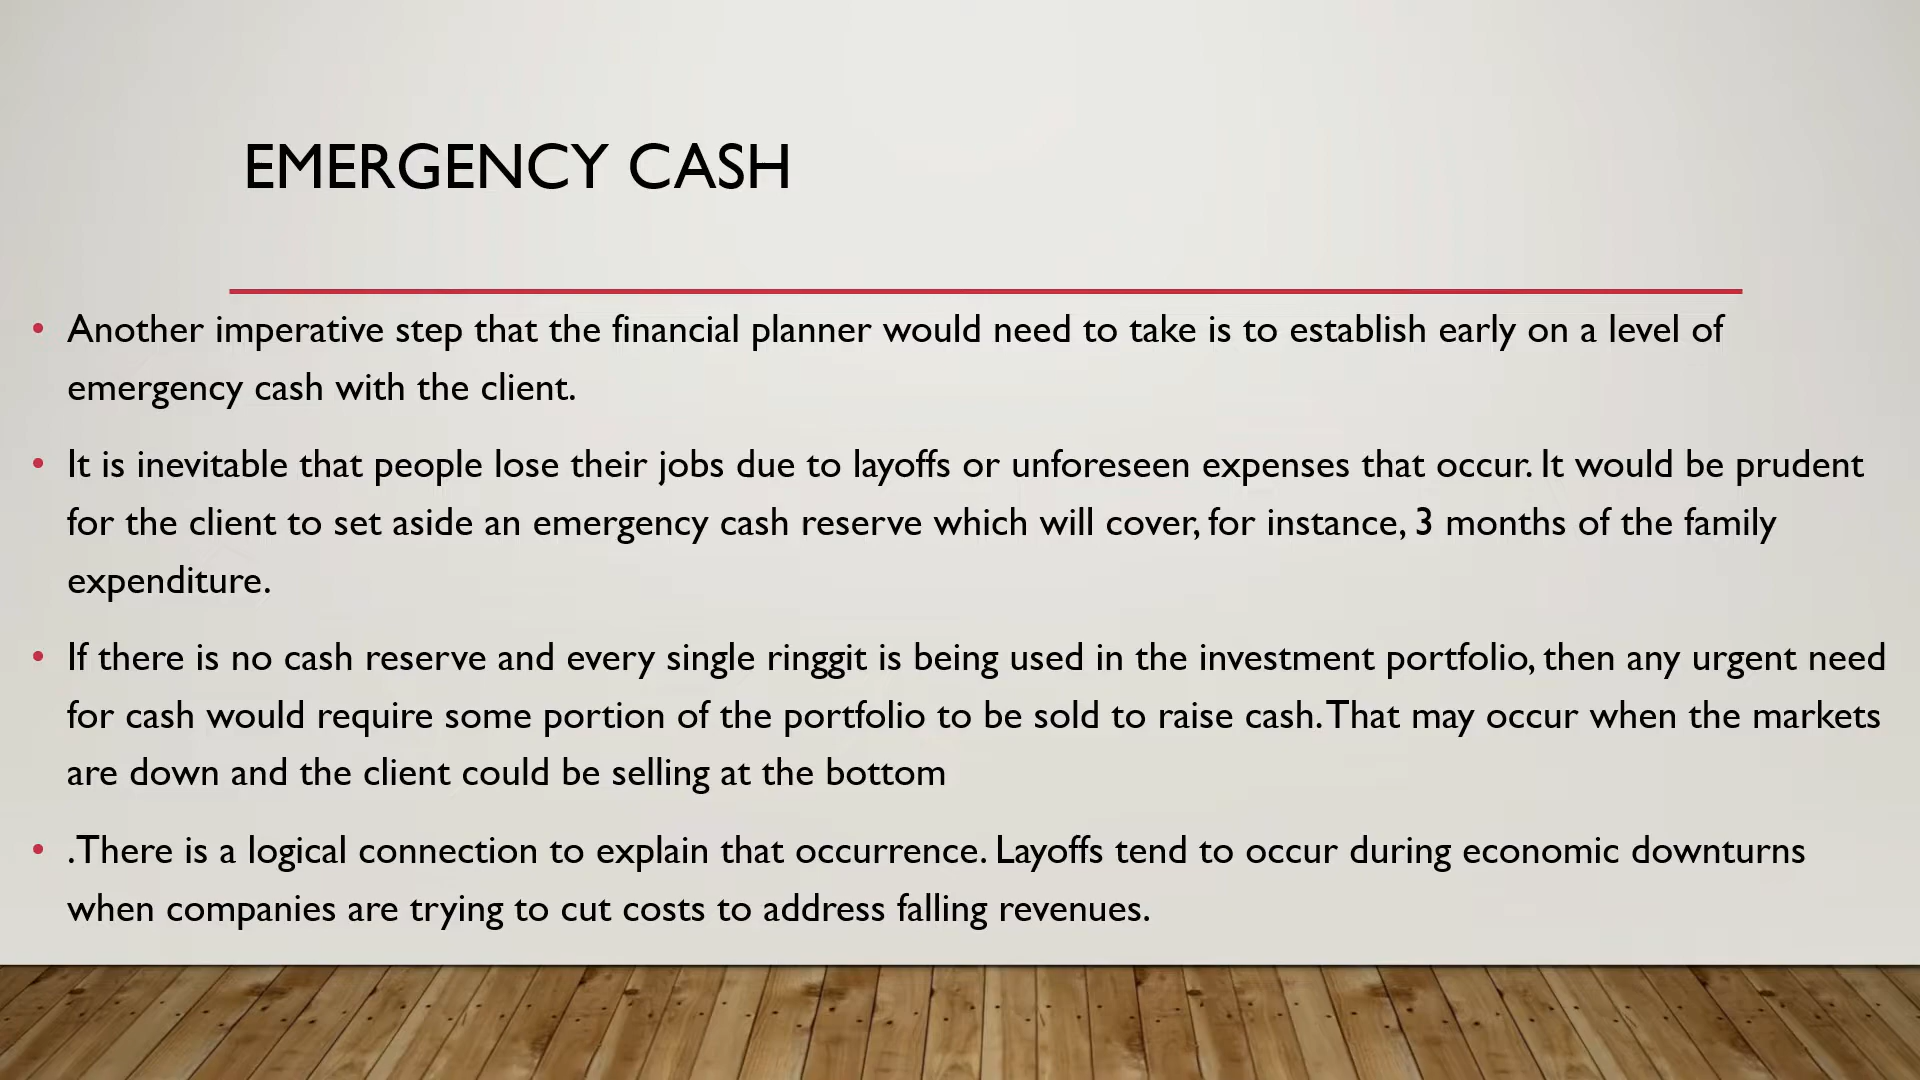 EMERGENCY CASH
• Another imperative step that the financial planner would need to take is to establish early on a level of
emergency cash with the client.
• It is inevitable that people lose their jobs due to layoffs or unforeseen expenses that occur. It would be prudent
for the client to set aside an emergency cash reserve which will cover, for instance, 3 months of the family
expenditure.
• If there is no cash reserve and every single ringgit is being used in the investment portfolio, then any urgent need
for cash would require some portion of the portfolio to be sold to raise cash. That may occur when the markets
are down and the client could be selling at the bottom
• . There is a logical connection to explain that occurrence. Layoffs tend to occur during economic downturns
when companies are trying to cut costs to address falling revenues.